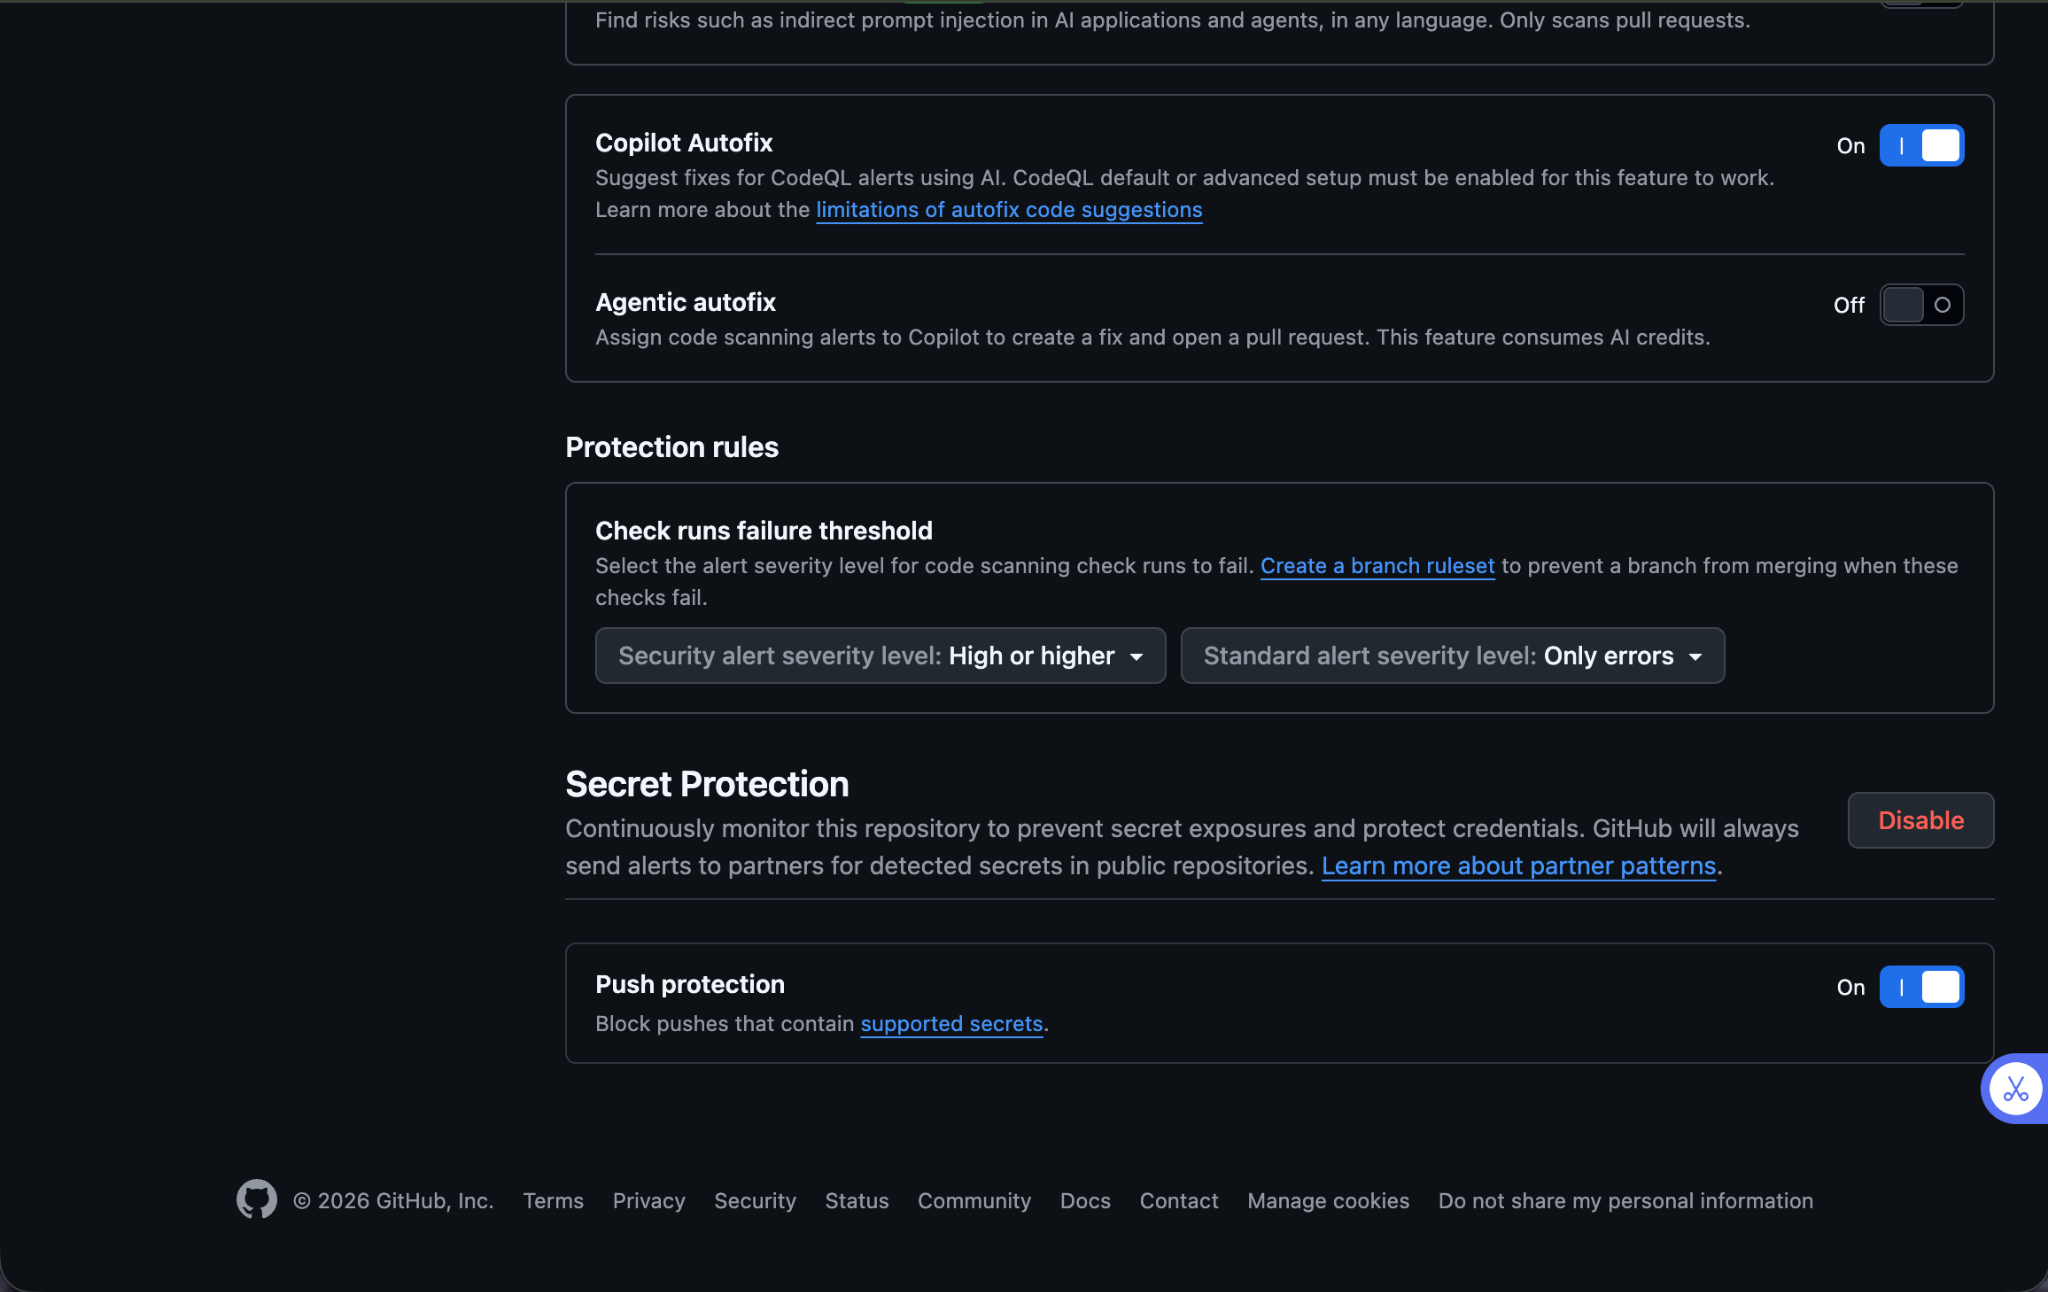 Find risks such as indirect prompt injection in AI applications and agents, in any language. Only scans pull requests.
Copilot Autofix
On
Suggest fixes for CodeQL alerts using AI. CodeQL default or advanced setup must be enabled for this feature to work.
Learn more about the limitations of autofix code suggestions
Agentic autofix
Off
Assign code scanning alerts to Copilot to create a fix and open a pull request. This feature consumes AI credits.
Protection rules
Check runs failure threshold
Select the alert severity level for code scanning check runs to fail. Create a branch ruleset to prevent a branch from merging when these
checks fail.
Security alert severity level: High or higher
Standard alert severity level: Only errors
Secret Protection
Continuously monitor this repository to prevent secret exposures and protect credentials. GitHub will always
send alerts to partners for detected secrets in public repositories. Learn more about partner patterns.
Disable
Push protection
On
Block pushes that contain supported secrets.
© 2026 GitHub, Inc. Terms Privacy Security Status Community Docs Contact Manage cookies Do not share my personal information